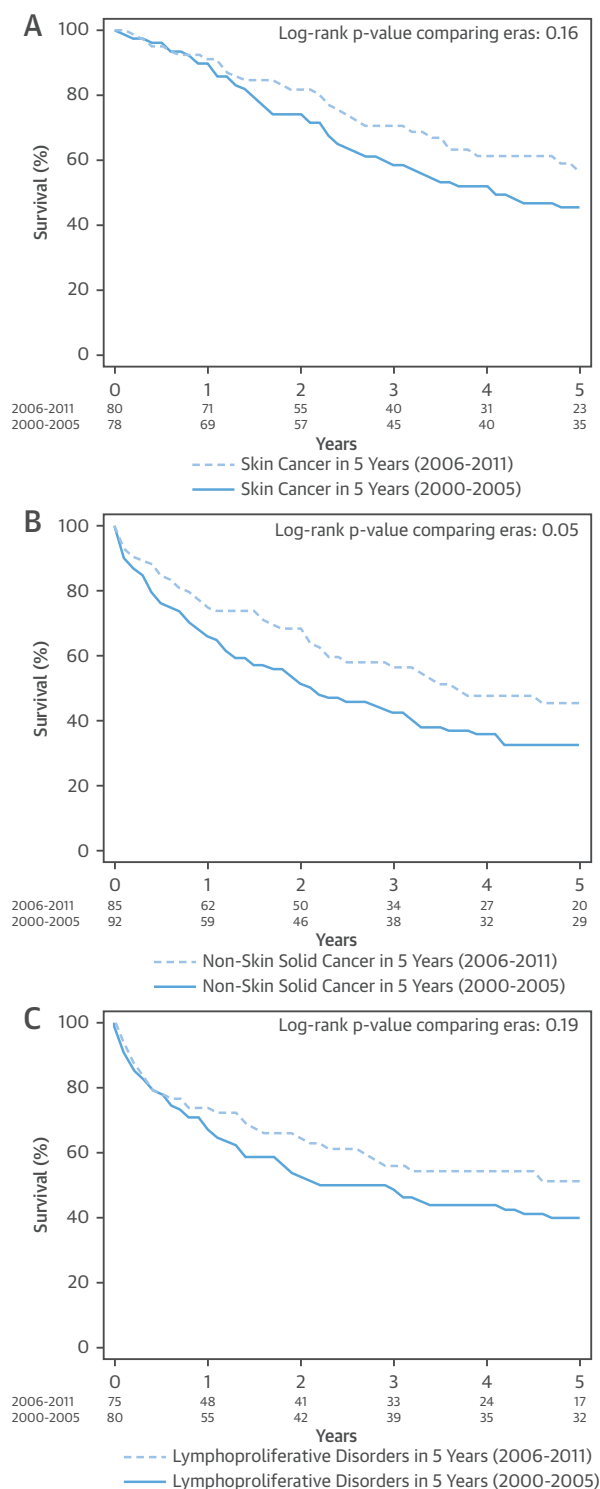 A
Log-rank p-value comparing eras: 0.16
100
80
60
40
20
0
Survival (%)
0 1 2 3 4 5
2006-2011 80 71 55 40 31 23
2000-2005 78 69 57 45 40 35
Years
Skin Cancer in 5 Years (2006-2011)
Skin Cancer in 5 Years (2000-2005)
B
Log-rank p-value comparing eras: 0.05
100
80
60
40
20
0
Survival (%)
0 1 2 3 4 5
2006-2011 85 62 50 34 27 20
2000-2005 92 59 46 38 32 29
Years
Non-Skin Solid Cancer in 5 Years (2006-2011)
Non-Skin Solid Cancer in 5 Years (2000-2005)
C
Log-rank p-value comparing eras: 0.19
100
80
60
40
20
0
Survival (%)
0 1 2 3 4 5
2006-2011 75 48 41 33 24 17
2000-2005 80 55 42 39 35 32
Years
Lymphoproliferative Disorders in 5 Years (2006-2011)
Lymphoproliferative Disorders in 5 Years (2000-2005)